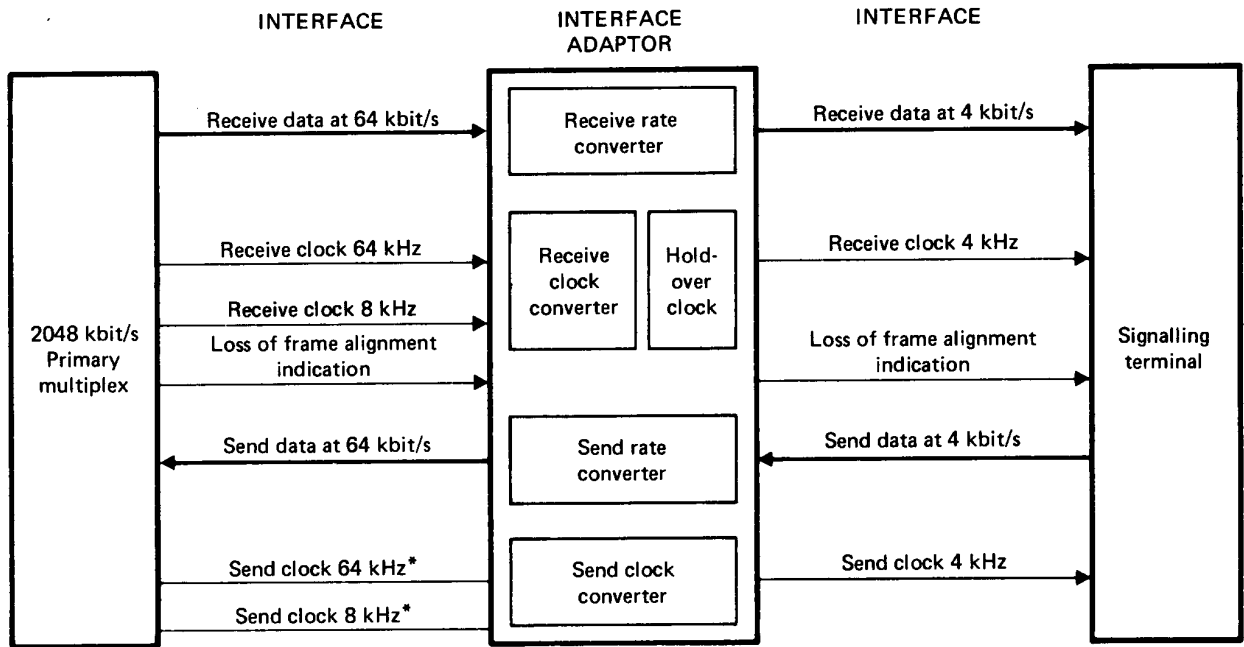 INTERFACE
INTERFACE
ADAPTOR
INTERFACE
2048 kbit/s
Primary
multiplex
Receive data at 64 kbit/s
Receive clock 64 kHz
Receive clock 8 kHz
Loss of frame alignment
indication
Send data at 64 kbit/s
Send clock 64 kHz*
Send clock 8 kHz*
Receive rate
converter
Receive
clock
converter
Hold-
over
clock
Send rate
converter
Send clock
converter
Receive data at 4 kbit/s
Receive clock 4 kHz
Loss of frame alignment
indication
Send data at 4 kbit/s
Send clock 4 kHz
Signalling
terminal